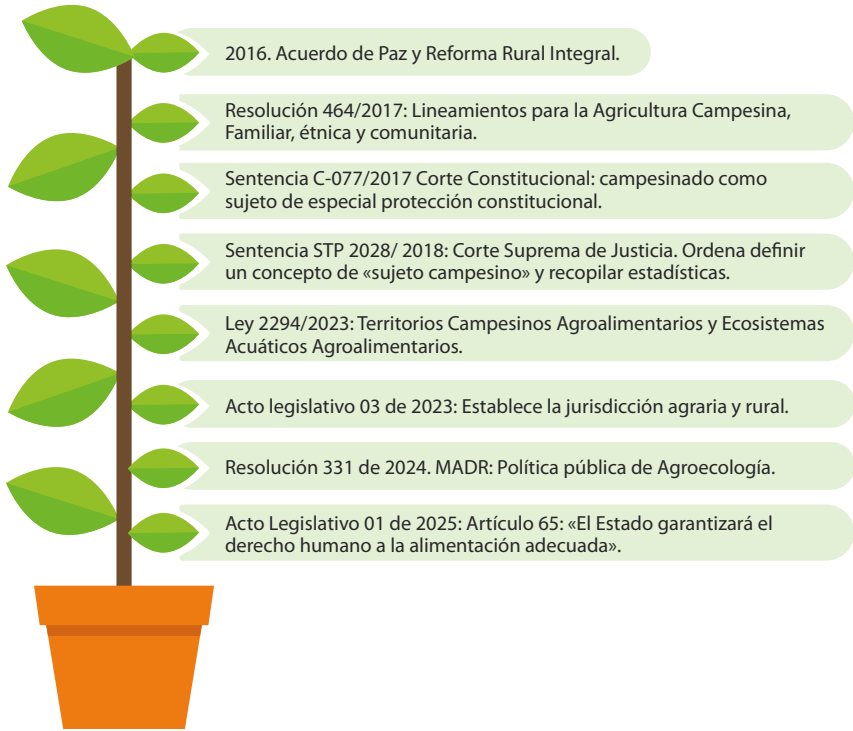 2016. Acuerdo de Paz y Reforma Rural Integral.
Resolución 464/2017: Lineamientos para la Agricultura Campesina,
Familiar, étnica y comunitaria.
Sentencia C-077/2017 Corte Constitucional: campesinado como
sujeto de especial protección constitucional.
Sentencia STP 2028/ 2018: Corte Suprema de Justicia. Ordena definir
un concepto de «sujeto campesino» y recopilar estadísticas.
Ley 2294/2023: Territorios Campesinos Agroalimentarios y Ecosistemas
Acuáticos Agroalimentarios.
Acto legislativo 03 de 2023: Establece la jurisdicción agraria y rural.
Resolución 331 de 2024. MADR: Política pública de Agroecología.
Acto Legislativo 01 de 2025: Artículo 65: «El Estado garantizará el
derecho humano a la alimentación adecuada».